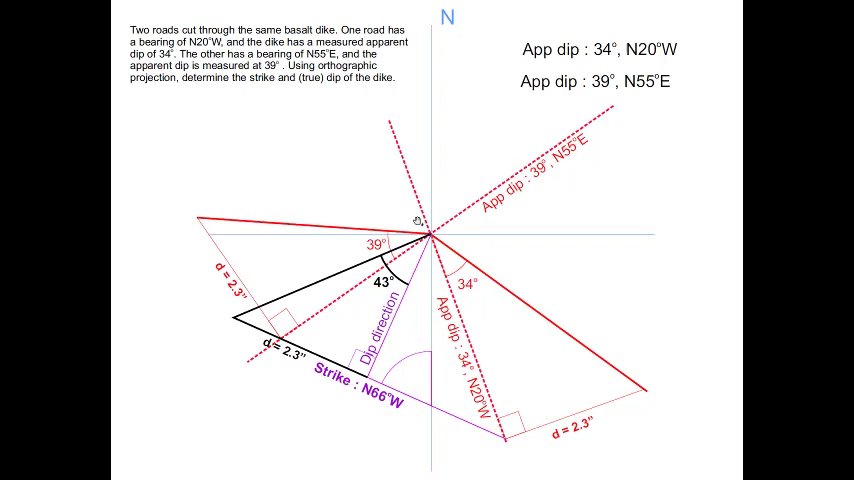 N
Two roads cut through the same basalt dike. One road has
a bearing of N20°W, and the dike has a measured apparent
dip of 34°. The other has a bearing of N55°E, and the
apparent dip is measured at 39° . Using orthographic
projection, determine the strike and (true) dip of the dike.
App dip : 34°, N20°W
App dip : 39°, N55°E
App dip : 39°, N55°E
39°
d = 2.3"
43°
34°
Dip direction
App dip : 34°, N20°W
d = 2.3"
Strike : N66°W
d = 2.3"